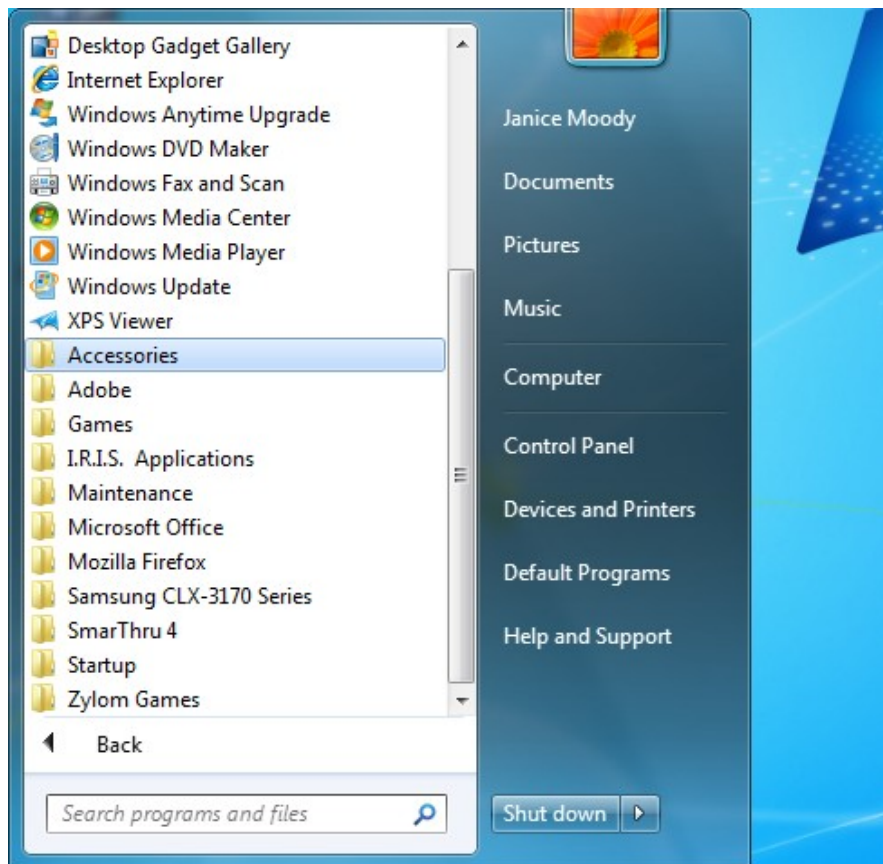 Desktop Gadget Gallery
Internet Explorer
Windows Anytime Upgrade
Windows DVD Maker
Windows Fax and Scan
Windows Media Center
Windows Media Player
Windows Update
XPS Viewer
Accessories
Adobe
Games
I.R.I.S.  Applications
Maintenance
Microsoft Office
Mozilla Firefox
Samsung CLX-3170 Series
SmarThru 4
Startup
Zylom Games
Back
Search programs and files
Janice Moody
Documents
Pictures
Music
Computer
Control Panel
Devices and Printers
Default Programs
Help and Support
Shut down